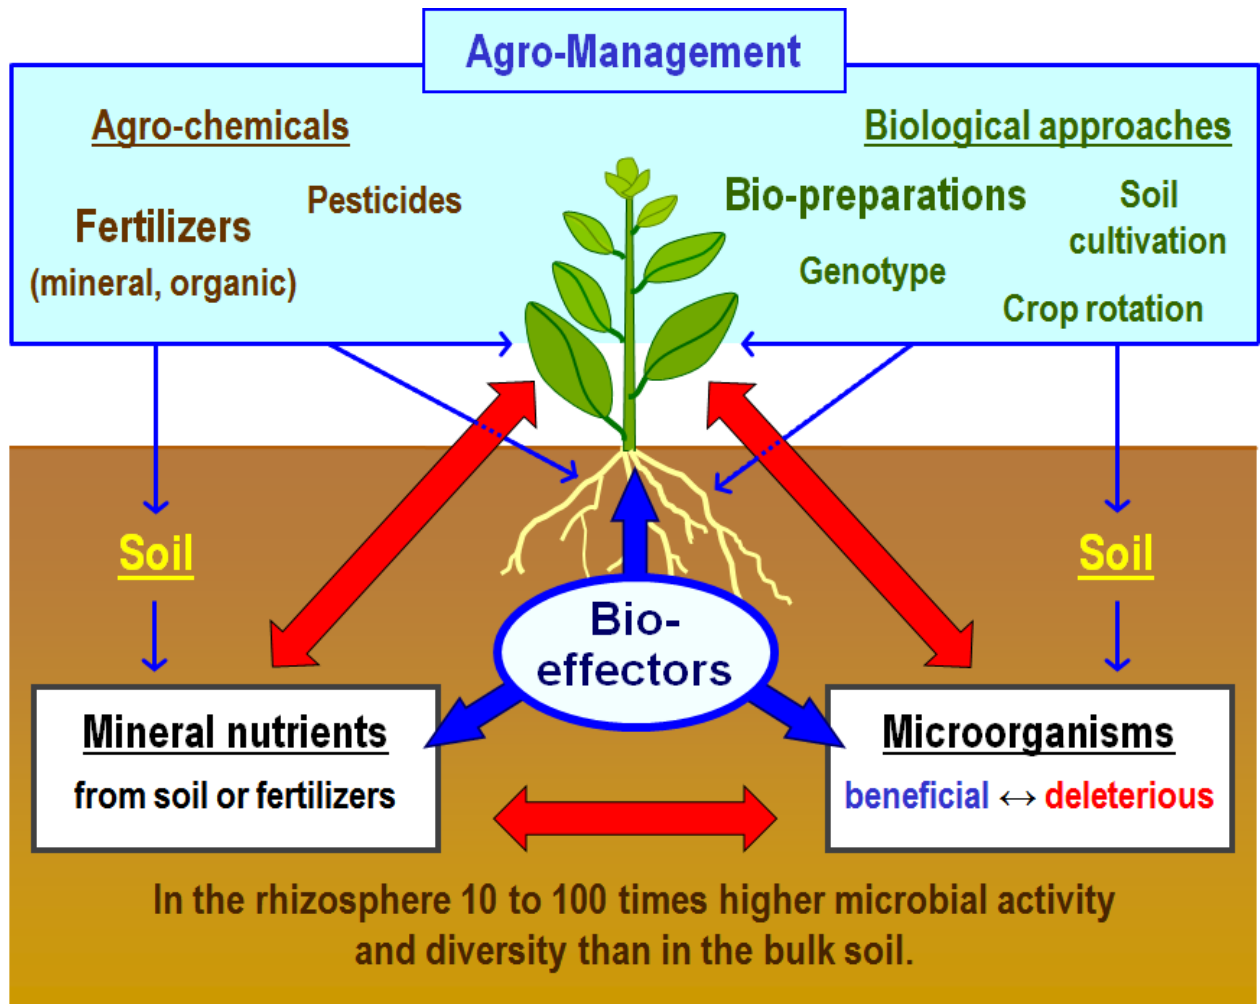 Agro-Management
Agro-chemicals
Pesticides
Fertilizers
(mineral, organic)
Biological approaches
Bio-preparations
Soil
cultivation
Genotype
Crop rotation
Soil
Soil
Bio-
effectors
Mineral nutrients
from soil or fertilizers
Microorganisms
beneficial ↔ deleterious
In the rhizosphere 10 to 100 times higher microbial activity
and diversity than in the bulk soil.